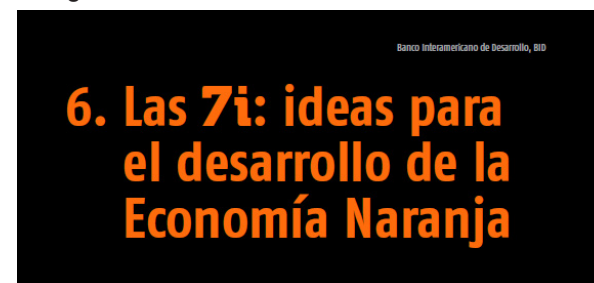 Banco Interamericano de Desarrollo, BID
6. Las 7i: ideas para
el desarrollo de la
Economía Naranja